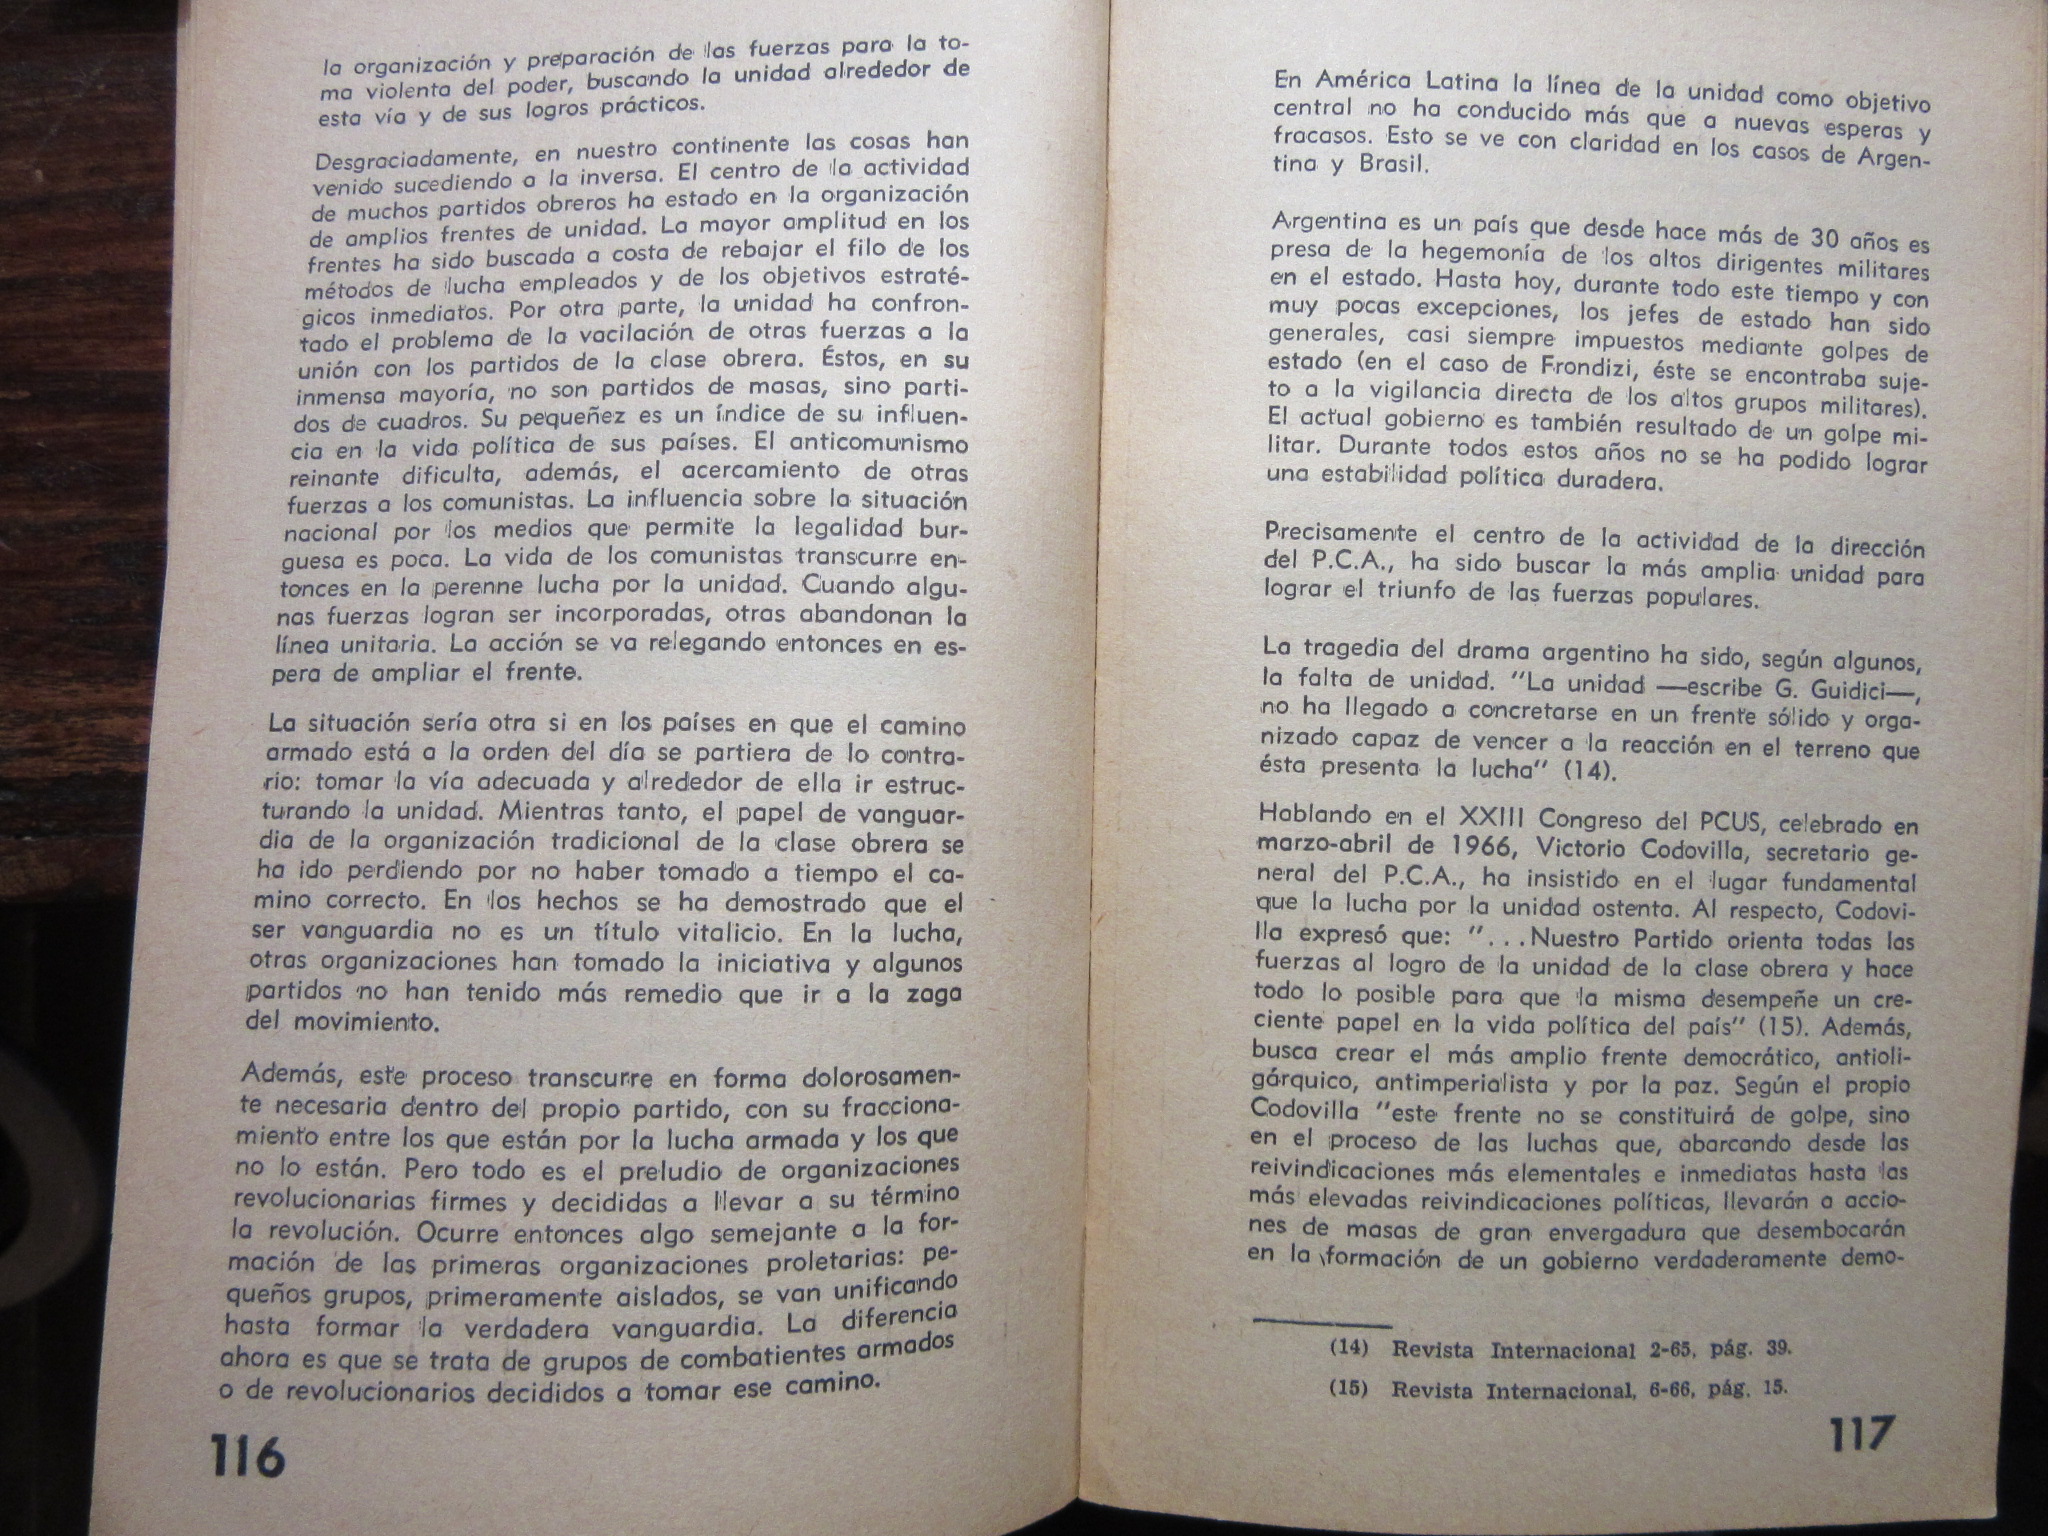 la organización y preparación de las fuerzas para la to-
ma violenta del poder, buscando la unidad alrededor de
esta vía y de sus logros prácticos.
Desgraciadamente, en nuestro continente las cosas han
venido sucediendo a la inversa. El centro de la actividad
de muchos partidos obreros ha estado en la organización
de amplios frentes de unidad. La mayor amplitud en los
frentes ha sido buscada a costa de rebajar el filo de los
métodos de lucha empleados y de los objetivos estraté-
gicos inmediatos. Por otra parte, la unidad ha confron-
tado el problema de la vacilación de otras fuerzas a la
unión con los partidos de la clase obrera. Éstos, en su
inmensa mayoría, no son partidos de masas, sino parti-
dos de cuadros. Su pequeñez es un índice de su influen-
cia en la vida política de sus países. El anticomunismo
reinante dificulta, además, el acercamiento de otras
fuerzas a los comunistas. La influencia sobre la situación
nacional por los medios que permite la legalidad bur-
guesa es poca. La vida de los comunistas transcurre en-
tonces en la perenne lucha por la unidad. Cuando algu-
nas fuerzas logran ser incorporadas, otras abandonan la
línea unitaria. La acción se va relegando entonces en es-
pera de ampliar el frente.
La situación sería otra si en los países en que el camino
armado está a la orden del día se partiera de lo contra-
rio: tomar la vía adecuada y alrededor de ella ir estruc-
turando la unidad. Mientras tanto, el papel de vanguar-
dia de la organización tradicional de la clase obrera se
ha ido perdiendo por no haber tomado a tiempo el ca-
mino correcto. En los hechos se ha demostrado que el
ser vanguardia no es un título vitalicio. En la lucha,
otras organizaciones han tomado la iniciativa y algunos
partidos no han tenido más remedio que ir a la zaga
del movimiento.
Además, este proceso transcurre en forma dolorosamen-
te necesaria dentro del propio partido, con su fracciona-
miento entre los que están por la lucha armada y los que
no lo están. Pero todo es el preludio de organizaciones
revolucionarias firmes y decididas a llevar a su término
la revolución. Ocurre entonces algo semejante a la for-
mación de las primeras organizaciones proletarias: pe-
queños grupos, primeramente aislados, se van unificando
hasta formar la verdadera vanguardia. La diferencia
ahora es que se trata de grupos de combatientes armados
o de revolucionarios decididos a tomar ese camino.
116
En América Latina la línea de la unidad como objetivo
central no ha conducido más que a nuevas esperas y
fracasos. Esto se ve con claridad en los casos de Argen-
tina y Brasil.
Argentina es un país que desde hace más de 30 años es
presa de la hegemonía de los altos dirigentes militares
en el estado. Hasta hoy, durante todo este tiempo y con
muy pocas excepciones, los jefes de estado han sido
generales, casi siempre impuestos mediante golpes de
estado (en el caso de Frondizi, éste se encontraba suje-
to a la vigilancia directa de los altos grupos militares).
El actual gobierno es también resultado de un golpe mi-
litar. Durante todos estos años no se ha podido lograr
una estabilidad política duradera.
Precisamente el centro de la actividad de la dirección
del P.C.A., ha sido buscar la más amplia unidad para
lograr el triunfo de las fuerzas populares.
La tragedia del drama argentino ha sido, según algunos,
la falta de unidad. "La unidad —escribe G. Guidici—,
no ha llegado a concretarse en un frente sólido y orga-
nizado capaz de vencer a la reacción en el terreno que
ésta presenta la lucha" (14).
Hablando en el XXIII Congreso del PCUS, celebrado en
marzo-abril de 1966, Victorio Codovilla, secretario ge-
neral del P.C.A., ha insistido en el lugar fundamental
que la lucha por la unidad ostenta. Al respecto, Codovi-
lla expresó que: "...Nuestro Partido orienta todas las
fuerzas al logro de la unidad de la clase obrera y hace
todo lo posible para que la misma desempeñe un cre-
ciente papel en la vida política del país" (15). Además,
busca crear el más amplio frente democrático, antioli-
gárquico, antimperialista y por la paz. Según el propio
Codovilla "este frente no se constituirá de golpe, sino
en el proceso de las luchas que, abarcando desde las
reivindicaciones más elementales e inmediatas hasta las
más elevadas reivindicaciones políticas, llevarán a accio-
nes de masas de gran envergadura que desembocarán
en la formación de un gobierno verdaderamente demo-
(14) Revista Internacional 2-65, pág. 39.
(15) Revista Internacional, 6-66, pág. 15.
117